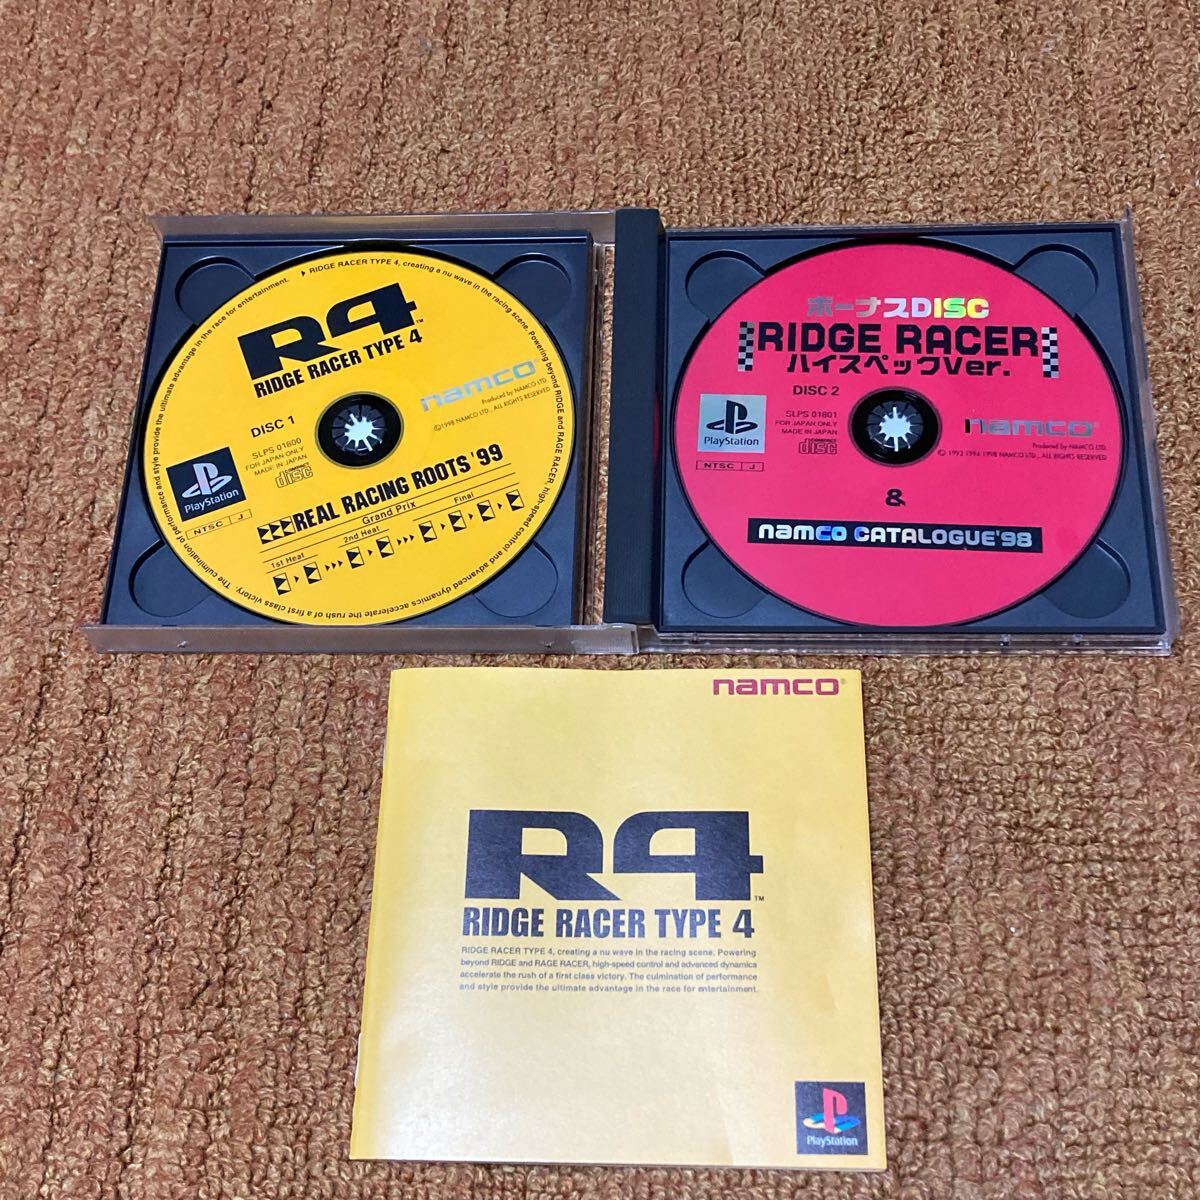 RIDGE RACER TYPE 4, creating a nu wave in the racing scene. Powering beyond RIDGE and RAGE RACER, high-speed control and advanced dynamics accelerate the rush of a first class victory. The culmination of performance and style provide the ultimate advantage in the race for entertainment.
R4™
RIDGE RACER TYPE 4
namco
Produced by NAMCO LTD.
©1998 NAMCO LTD., ALL RIGHTS RESERVED
DISC 1
SLPS 01800
FOR JAPAN ONLY
MADE IN JAPAN
COMPACT
disc
PlayStation
NTSC J
REAL RACING ROOTS '99
Grand Prix
1st Heat
2nd Heat
Final
ボーナスDISC
RIDGE RACER
ハイスペックVer.
DISC 2
SLPS 01801
FOR JAPAN ONLY
MADE IN JAPAN
COMPACT
disc
PlayStation
NTSC J
namco
Produced by NAMCO LTD.
© 1993 1994 1998 NAMCO LTD., ALL RIGHTS RESERVED
&
namco CATALOGUE'98
namco®
R4™
RIDGE RACER TYPE 4
RIDGE RACER TYPE 4, creating a nu wave in the racing scene. Powering
beyond RIDGE and RAGE RACER, high-speed control and advanced dynamics
accelerate the rush of a first class victory. The culmination of performance
and style provide the ultimate advantage in the race for entertainment.
PlayStation